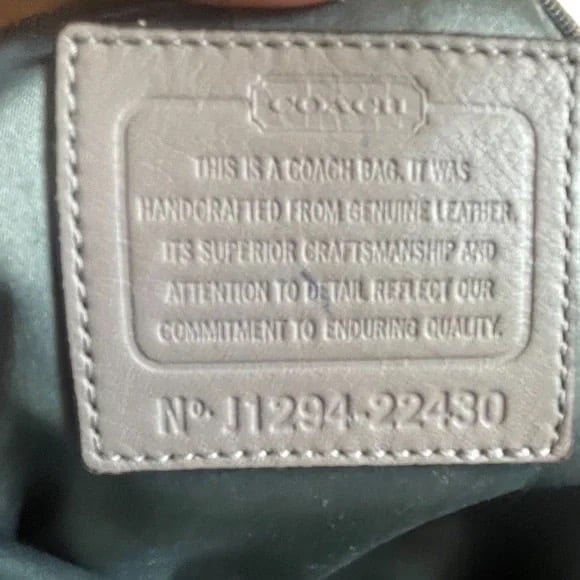 COACH
THIS IS A COACH BAG. IT WAS
HANDCRAFTED FROM GENUINE LEATHER.
ITS SUPERIOR CRAFTSMANSHIP AND
ATTENTION TO DETAIL REFLECT OUR
COMMITMENT TO ENDURING QUALITY.
Nº· J1294-22430